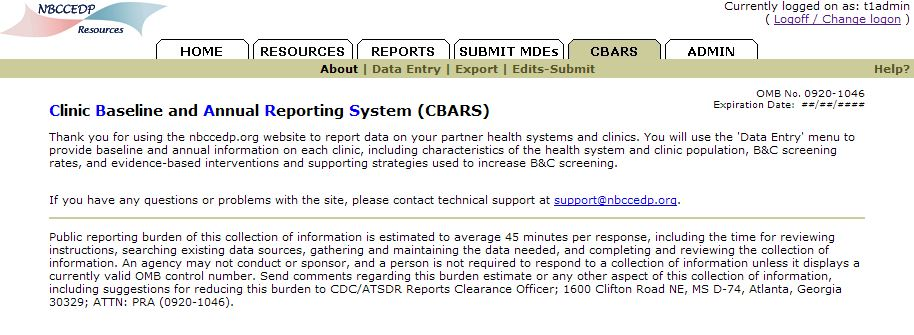 NBCCEDP
Resources
Currently logged on as: t1admin
( Logoff / Change logon )
HOME RESOURCES REPORTS SUBMIT MDEs CBARS ADMIN
About | Data Entry | Export | Edits-Submit Help?
OMB No. 0920-1046
Expiration Date: ##/##/####
Clinic Baseline and Annual Reporting System (CBARS)
Thank you for using the nbccedp.org website to report data on your partner health systems and clinics. You will use the 'Data Entry' menu to
provide baseline and annual information on each clinic, including characteristics of the health system and clinic population, B&C screening
rates, and evidence-based interventions and supporting strategies used to increase B&C screening.
If you have any questions or problems with the site, please contact technical support at support@nbccedp.org.
Public reporting burden of this collection of information is estimated to average 45 minutes per response, including the time for reviewing
instructions, searching existing data sources, gathering and maintaining the data needed, and completing and reviewing the collection of
information. An agency may not conduct or sponsor, and a person is not required to respond to a collection of information unless it displays a
currently valid OMB control number. Send comments regarding this burden estimate or any other aspect of this collection of information,
including suggestions for reducing this burden to CDC/ATSDR Reports Clearance Officer; 1600 Clifton Road NE, MS D-74, Atlanta, Georgia
30329; ATTN: PRA (0920-1046).